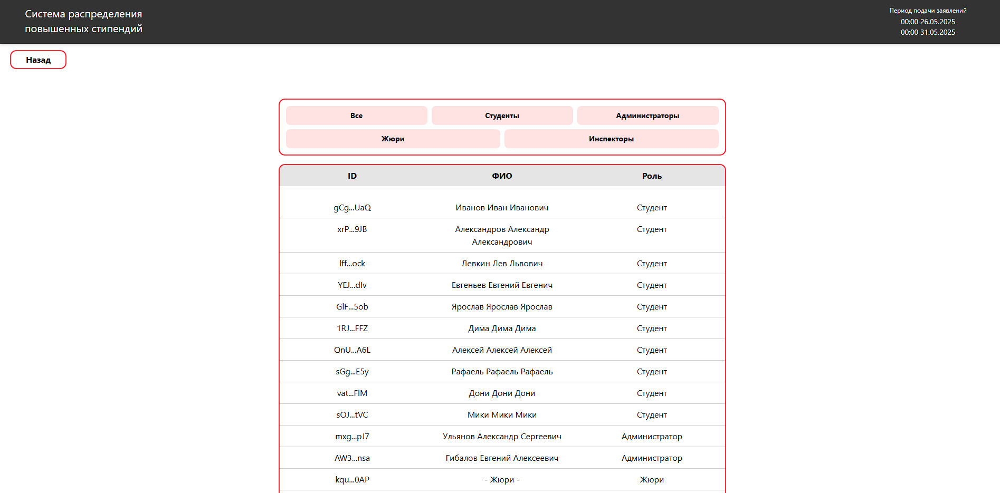 Система распределения
повышенных стипендий
Период подачи заявлений
00:00 26.05.2025
00:00 31.05.2025
Назад
Все Студенты Администраторы
Жюри Инспекторы
ID ФИО Роль
gCg...UaQ Иванов Иван Иванович Студент
xrP...9JB Александров Александр Студент
Александрович
lff...ock Левкин Лев Львович Студент
YEJ...dIv Евгеньев Евгений Евгенич Студент
GlF...5ob Ярослав Ярослав Ярослав Студент
1RJ...FFZ Дима Дима Дима Студент
QnU...A6L Алексей Алексей Алексей Студент
sGg...E5y Рафаель Рафаель Рафаель Студент
vat...FlM Дони Дони Дони Студент
sOJ...tVC Мики Мики Мики Студент
mxg...pJ7 Ульянов Александр Сергеевич Администратор
AW3...nsa Гибалов Евгений Алексеевич Администратор
kqu...0AP - Жюри - Жюри